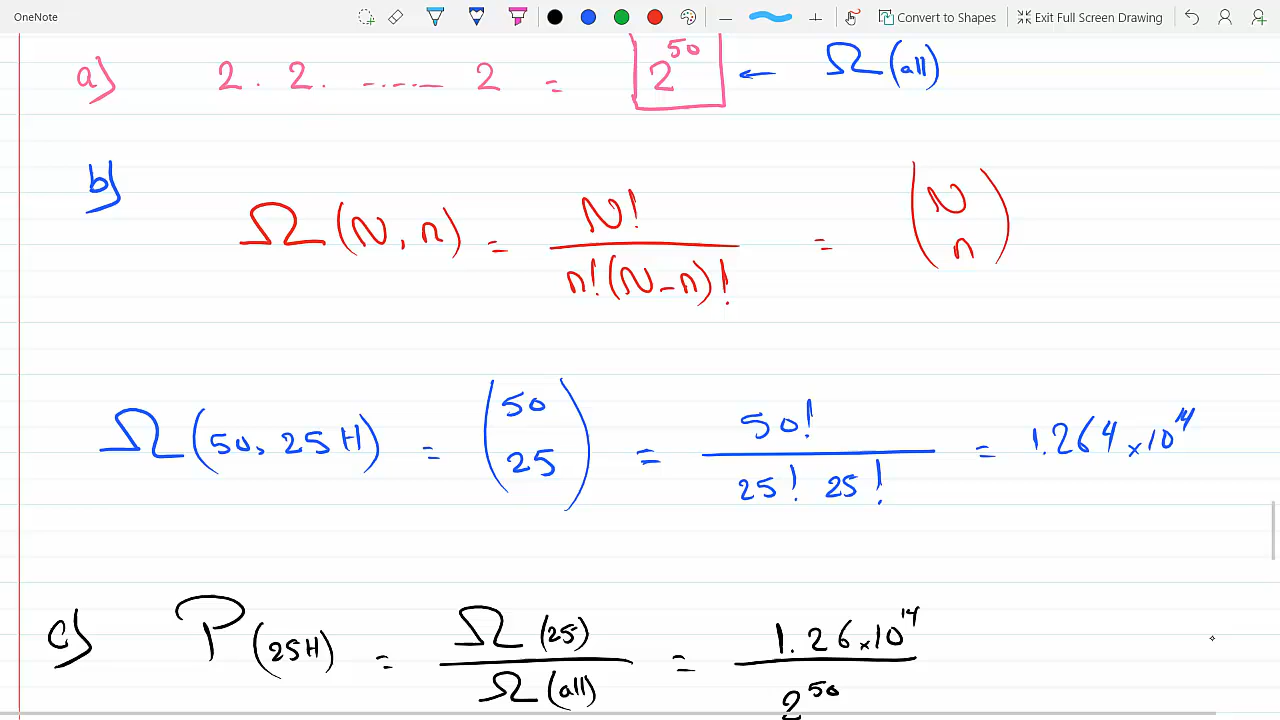 OneNote
Convert to Shapes
Exit Full Screen Drawing
a) 2 . 2 . ...... 2 = 2^50 ← Ω(all)
b)
Ω(N, n) = N! / n!(N-n)! = (N n)
Ω(50, 25H) = (50 25) = 50! / 25! 25! = 1.264 × 10^14
c) P(25H) = Ω(25) / Ω(all) = 1.26 × 10^14 / 2^50